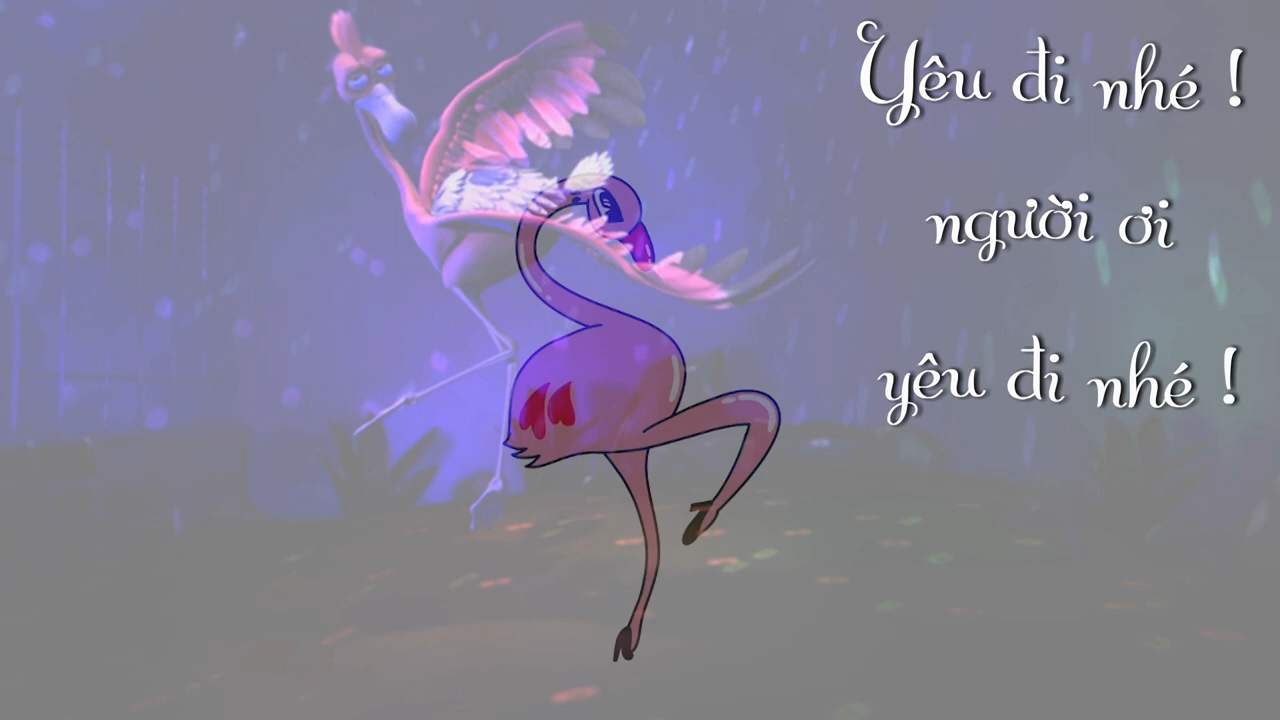 Yêu đi nhé !
người ơi
yêu đi nhé !